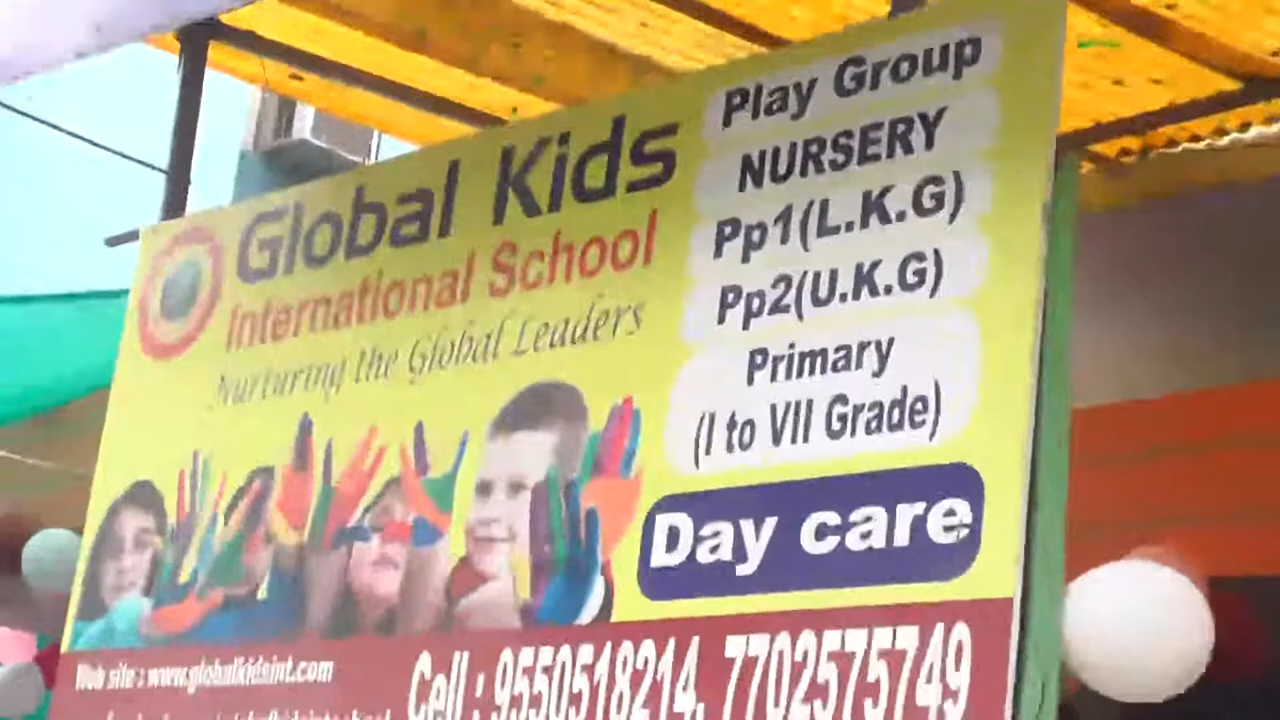 Global Kids
International School
Nurturing the Global Leaders
Play Group
NURSERY
Pp1(L.K.G)
Pp2(U.K.G)
Primary
(I to VII Grade)
Day care
Web site : www.globalkidsint.com
Cell : 9550518214, 7702575749